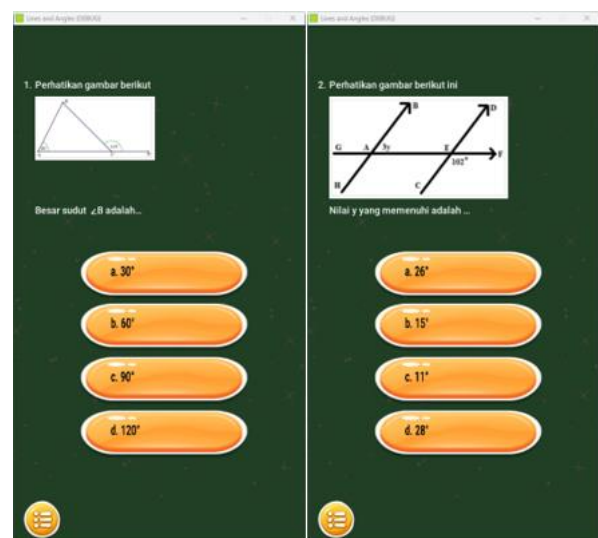 Lines and Angles (DEBUG)
1. Perhatikan gambar berikut
Besar sudut ∠B adalah...
a. 30°
b. 60°
c. 90°
d. 120°
Lines and Angles (DEBUG)
2. Perhatikan gambar berikut ini
B
D
G A 3y E F
102°
H C
Nilai y yang memenuhi adalah ...
a. 26°
b. 15°
c. 11°
d. 28°